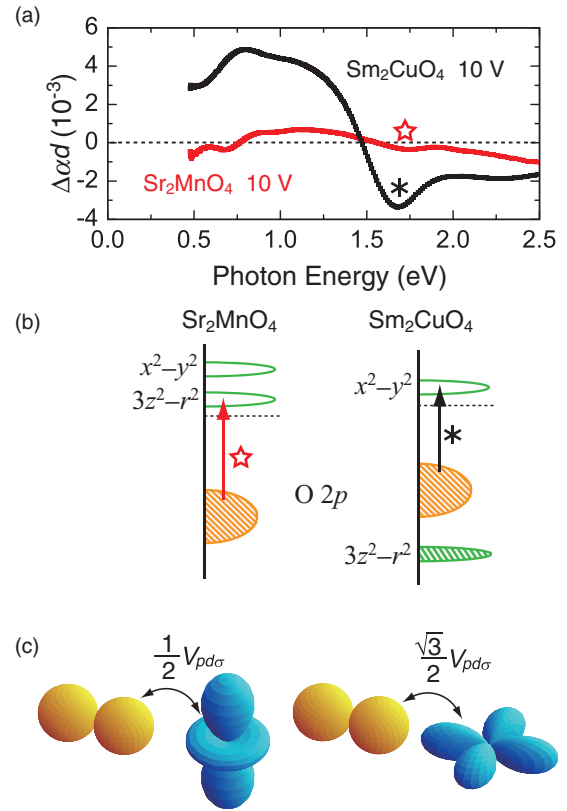 (a)
Δαd (10⁻³)
6
4
2
0
-2
-4
Sm₂CuO₄ 10 V
☆
*
Sr₂MnO₄ 10 V
0.0 0.5 1.0 1.5 2.0 2.5
Photon Energy (eV)
(b)
Sr₂MnO₄ Sm₂CuO₄
x²–y² x²–y²
3z²–r²
☆ *
O 2p
3z²–r²
(c)
1/2 V_pdσ √3/2 V_pdσ